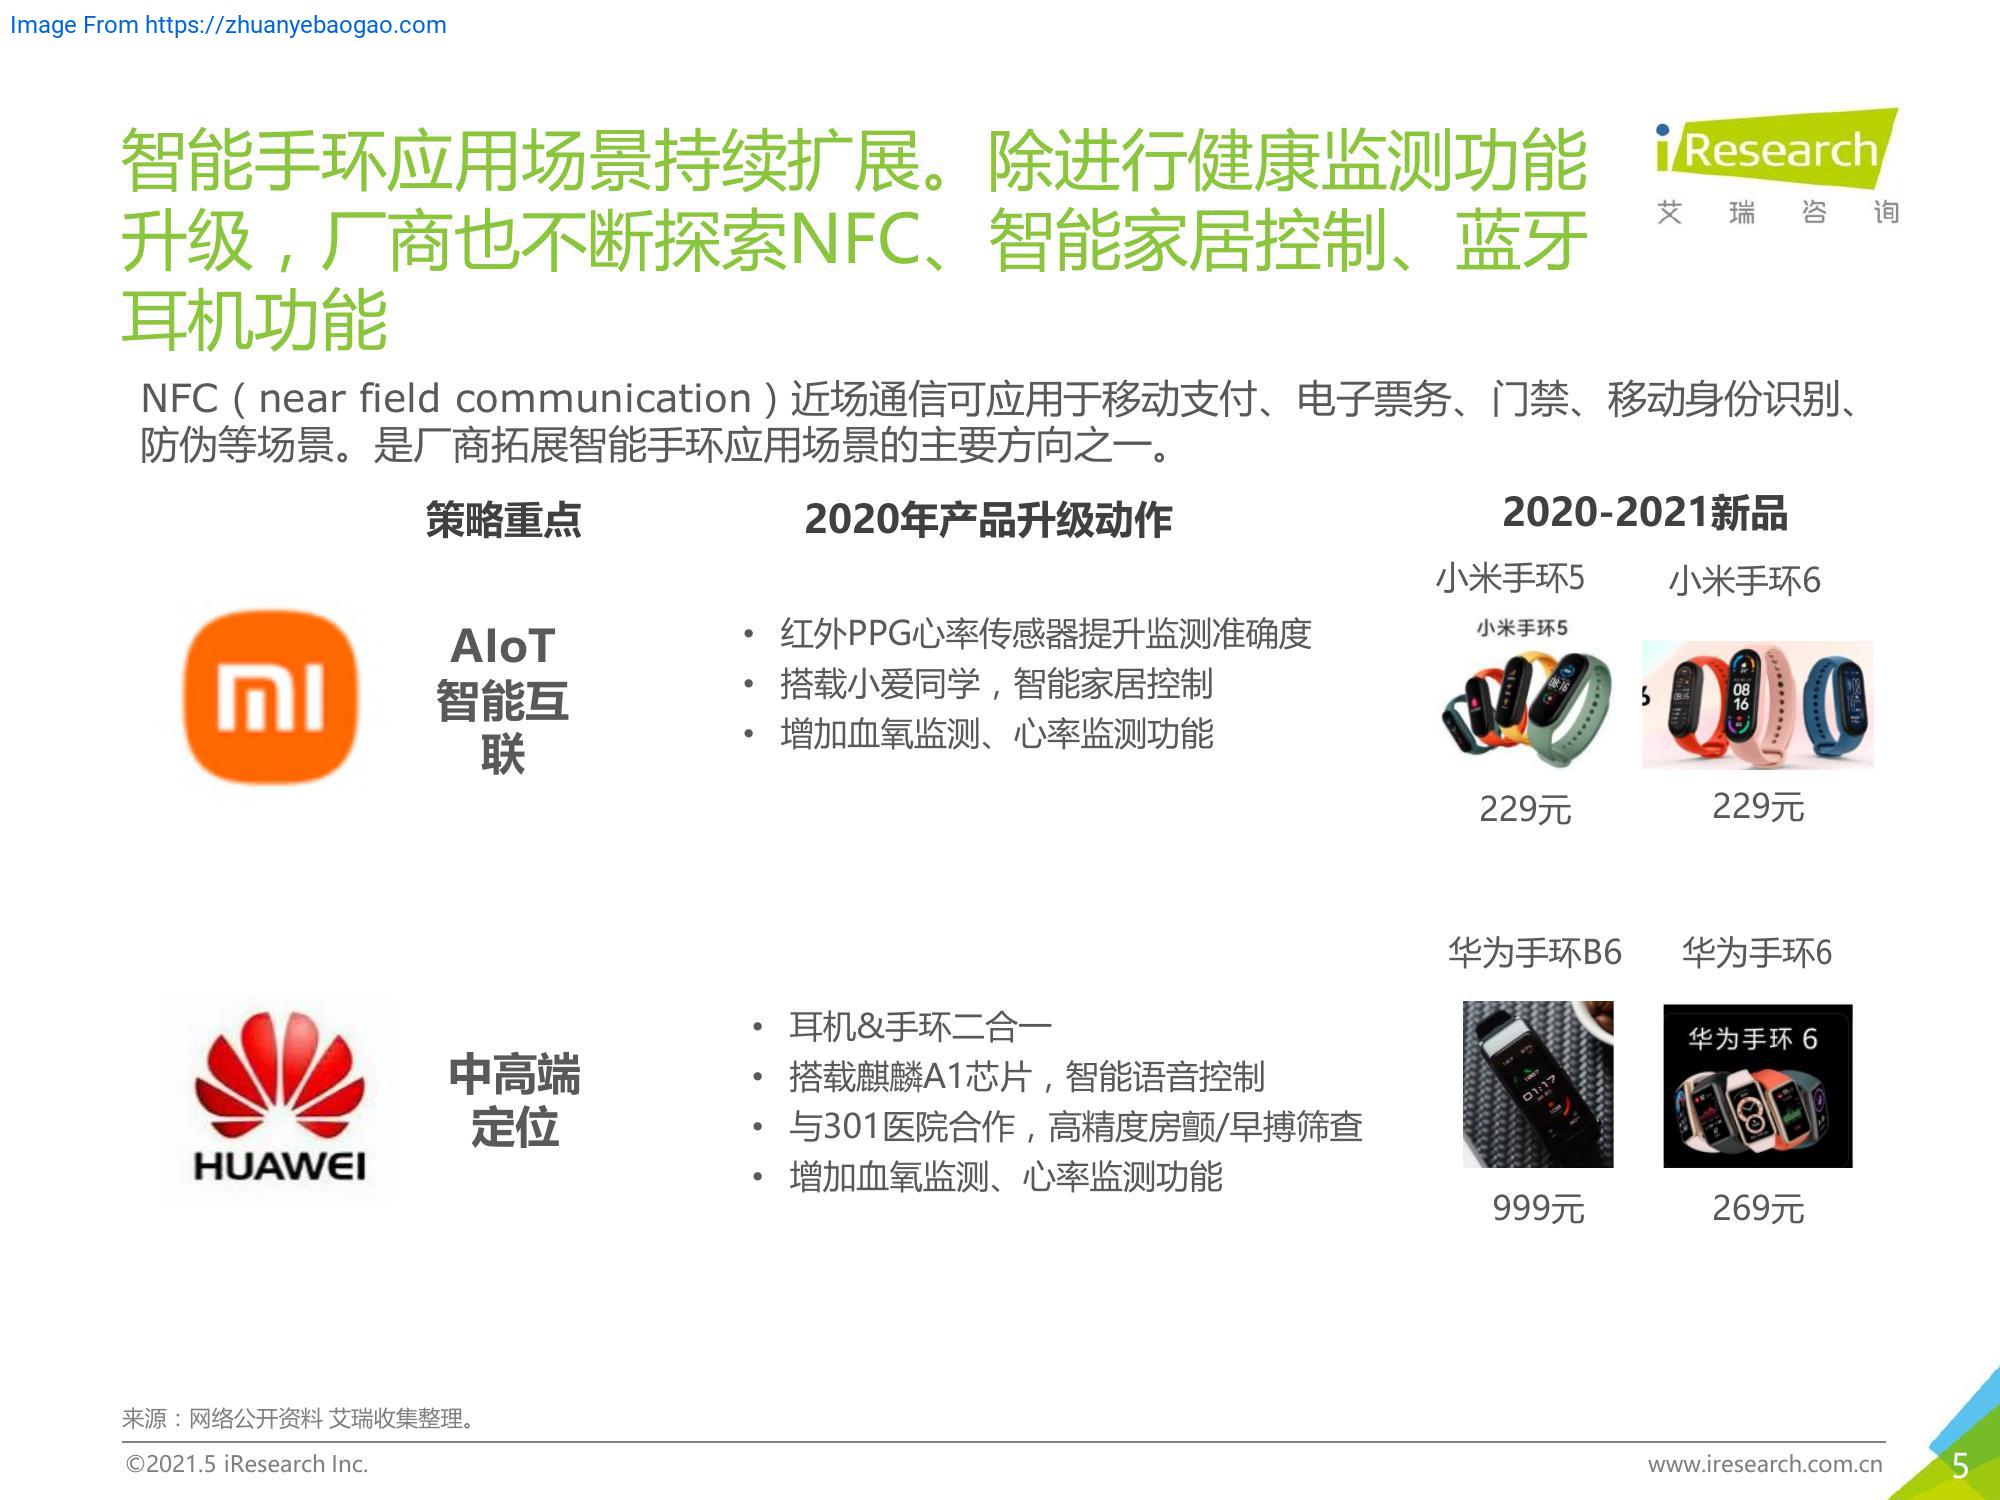 Image From https://zhuanyebaogao.com
iResearch
艾瑞咨询
智能手环应用场景持续扩展。除进行健康监测功能
升级，厂商也不断探索NFC、智能家居控制、蓝牙
耳机功能
NFC（near field communication）近场通信可应用于移动支付、电子票务、门禁、移动身份识别、
防伪等场景。是厂商拓展智能手环应用场景的主要方向之一。
策略重点
2020年产品升级动作
2020-2021新品
小米手环5
小米手环6
AIoT
智能互
联
• 红外PPG心率传感器提升监测准确度
• 搭载小爱同学，智能家居控制
• 增加血氧监测、心率监测功能
小米手环5
08:16
6
08
16
229元
229元
华为手环B6
华为手环6
HUAWEI
中高端
定位
• 耳机&手环二合一
• 搭载麒麟A1芯片，智能语音控制
• 与301医院合作，高精度房颤/早搏筛查
• 增加血氧监测、心率监测功能
01:17
华为手环 6
999元
269元
来源：网络公开资料 艾瑞收集整理。
©2021.5 iResearch Inc.
www.iresearch.com.cn
5